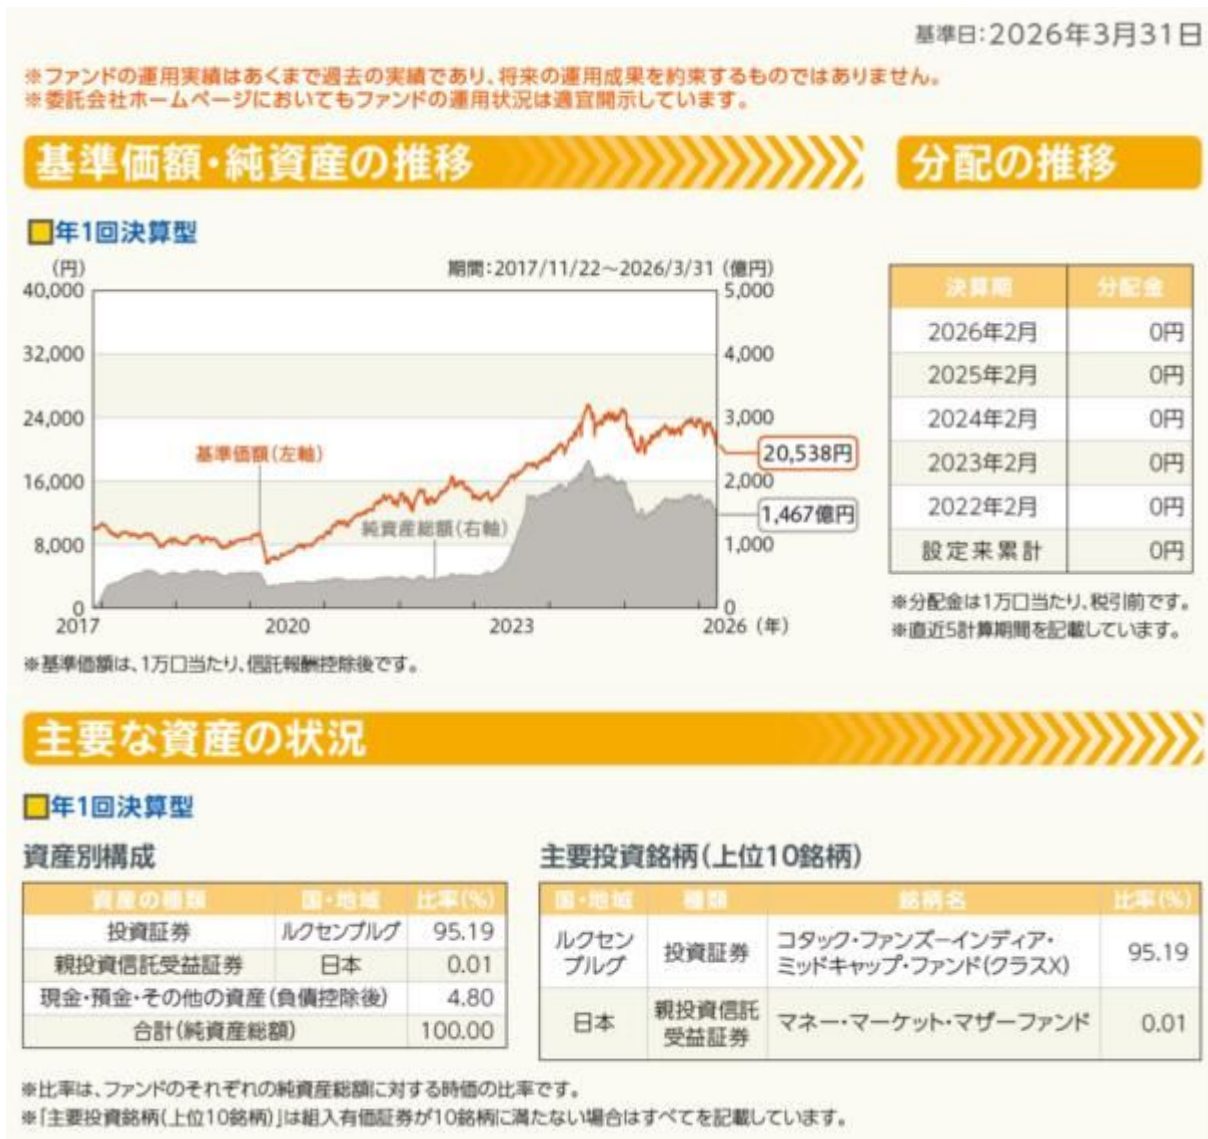 基準日：2026年3月31日
※ファンドの運用実績はあくまで過去の実績であり、将来の運用成果を約束するものではありません。
※委託会社ホームページにおいてもファンドの運用状況は適宜開示しています。
基準価額・純資産の推移
分配の推移
年1回決算型
(円)
期間：2017/11/22～2026/3/31
(億円)
40,000
32,000
24,000
16,000
8,000
0
5,000
4,000
3,000
2,000
1,000
0
基準価額(左軸)
純資産総額(右軸)
20,538円
1,467億円
2017
2020
2023
2026 (年)
※基準価額は、1万口当たり、信託報酬控除後です。
決算期 分配金
2026年2月 0円
2025年2月 0円
2024年2月 0円
2023年2月 0円
2022年2月 0円
設定来累計 0円
※分配金は1万口当たり、税引前です。
※直近5計算期間を記載しています。
主要な資産の状況
年1回決算型
資産別構成
資産の種類 国・地域 比率(%)
投資証券 ルクセンブルグ 95.19
親投資信託受益証券 日本 0.01
現金・預金・その他の資産(負債控除後) 4.80
合計(純資産総額) 100.00
主要投資銘柄(上位10銘柄)
国・地域 種類 銘柄名 比率(%)
ルクセン
ブルグ
投資証券
コタック・ファンズ－インディア・
ミッドキャップ・ファンド(クラスX)
95.19
日本
親投資信託
受益証券
マネー・マーケット・マザーファンド
0.01
※比率は、ファンドのそれぞれの純資産総額に対する時価の比率です。
※「主要投資銘柄(上位10銘柄)」は組入有価証券が10銘柄に満たない場合はすべてを記載しています。